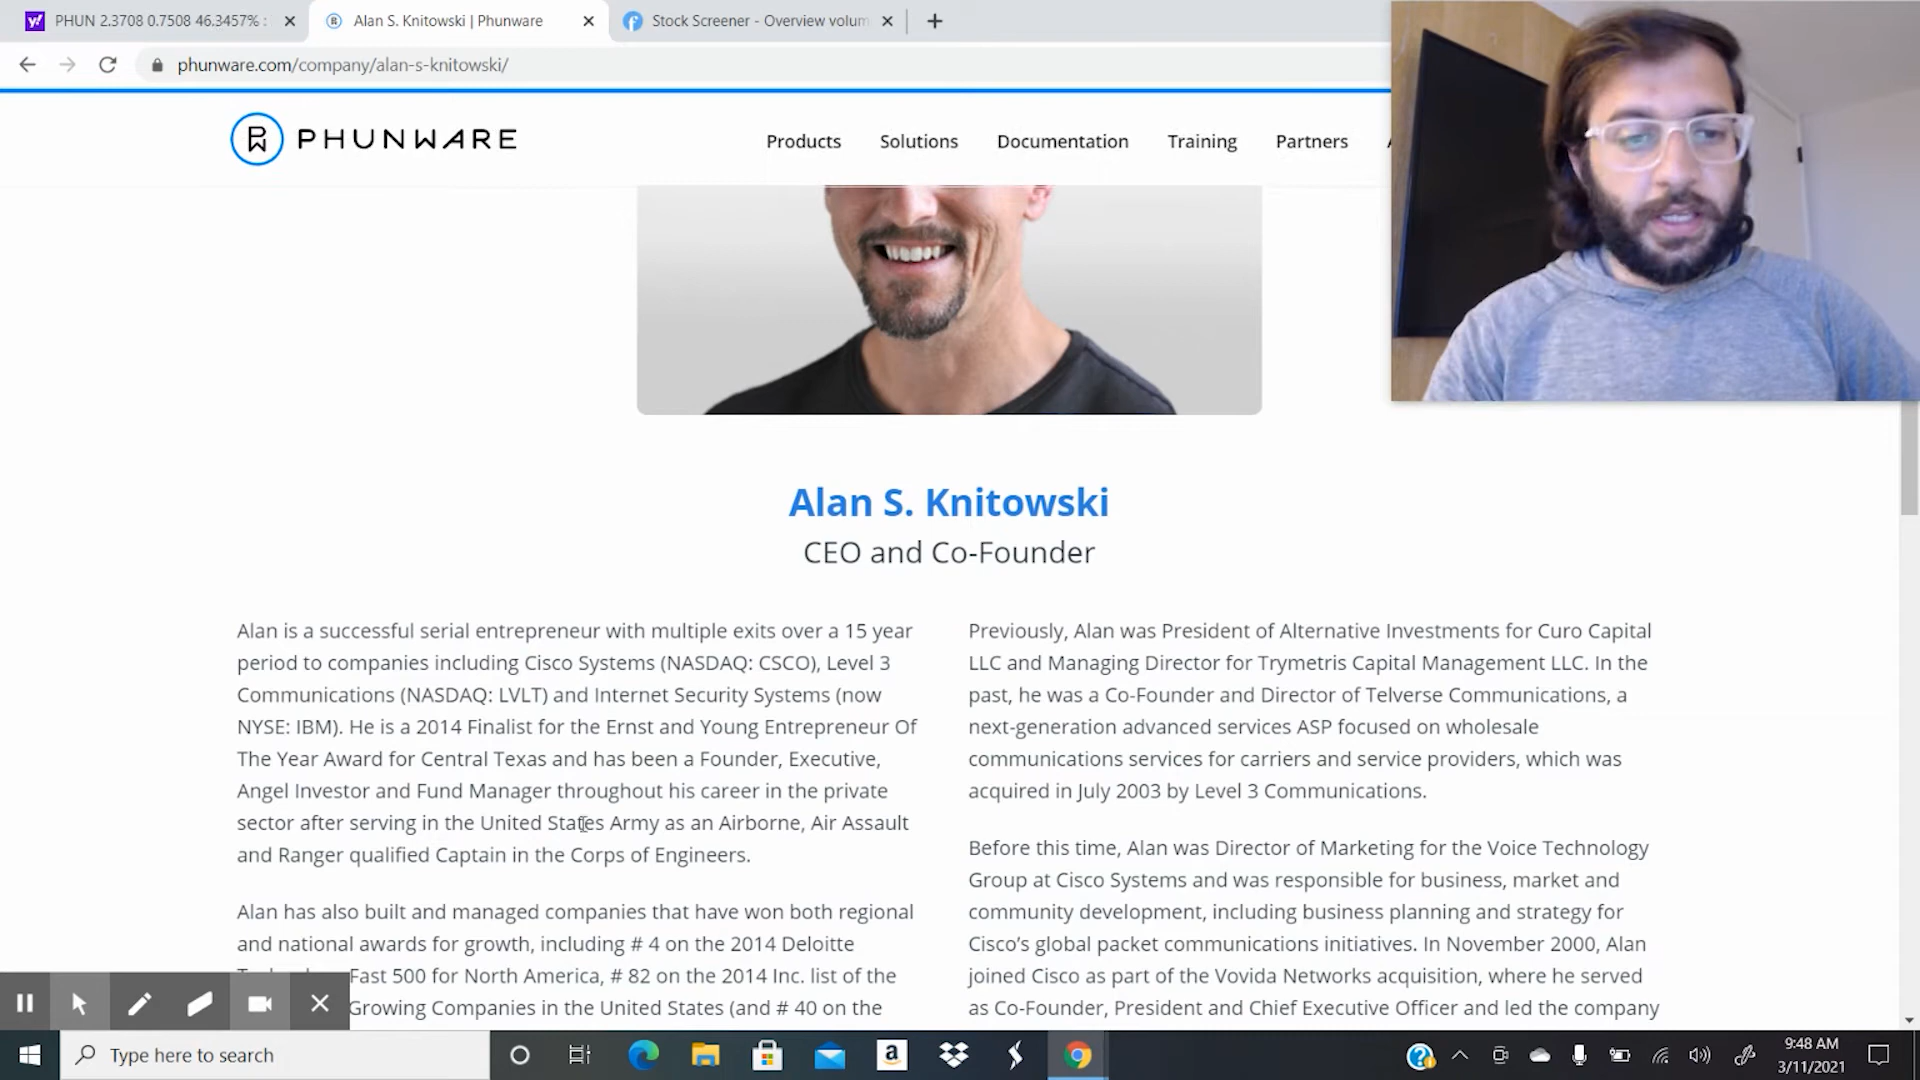 PHUN 2.3708 0.7508 46.3457% :
Alan S. Knitowski | Phunware
Stock Screener - Overview volum
phunware.com/company/alan-s-knitowski/
PHUNWARE
Products
Solutions
Documentation
Training
Partners
Alan S. Knitowski
CEO and Co-Founder
Alan is a successful serial entrepreneur with multiple exits over a 15 year
period to companies including Cisco Systems (NASDAQ: CSCO), Level 3
Communications (NASDAQ: LVLT) and Internet Security Systems (now
NYSE: IBM). He is a 2014 Finalist for the Ernst and Young Entrepreneur Of
The Year Award for Central Texas and has been a Founder, Executive,
Angel Investor and Fund Manager throughout his career in the private
sector after serving in the United States Army as an Airborne, Air Assault
and Ranger qualified Captain in the Corps of Engineers.
Alan has also built and managed companies that have won both regional
and national awards for growth, including # 4 on the 2014 Deloitte
Fast 500 for North America, # 82 on the 2014 Inc. list of the
Growing Companies in the United States (and # 40 on the
Previously, Alan was President of Alternative Investments for Curo Capital
LLC and Managing Director for Trymetris Capital Management LLC. In the
past, he was a Co-Founder and Director of Telverse Communications, a
next-generation advanced services ASP focused on wholesale
communications services for carriers and service providers, which was
acquired in July 2003 by Level 3 Communications.
Before this time, Alan was Director of Marketing for the Voice Technology
Group at Cisco Systems and was responsible for business, market and
community development, including business planning and strategy for
Cisco's global packet communications initiatives. In November 2000, Alan
joined Cisco as part of the Vovida Networks acquisition, where he served
as Co-Founder, President and Chief Executive Officer and led the company
Type here to search
9:48 AM
3/11/2021